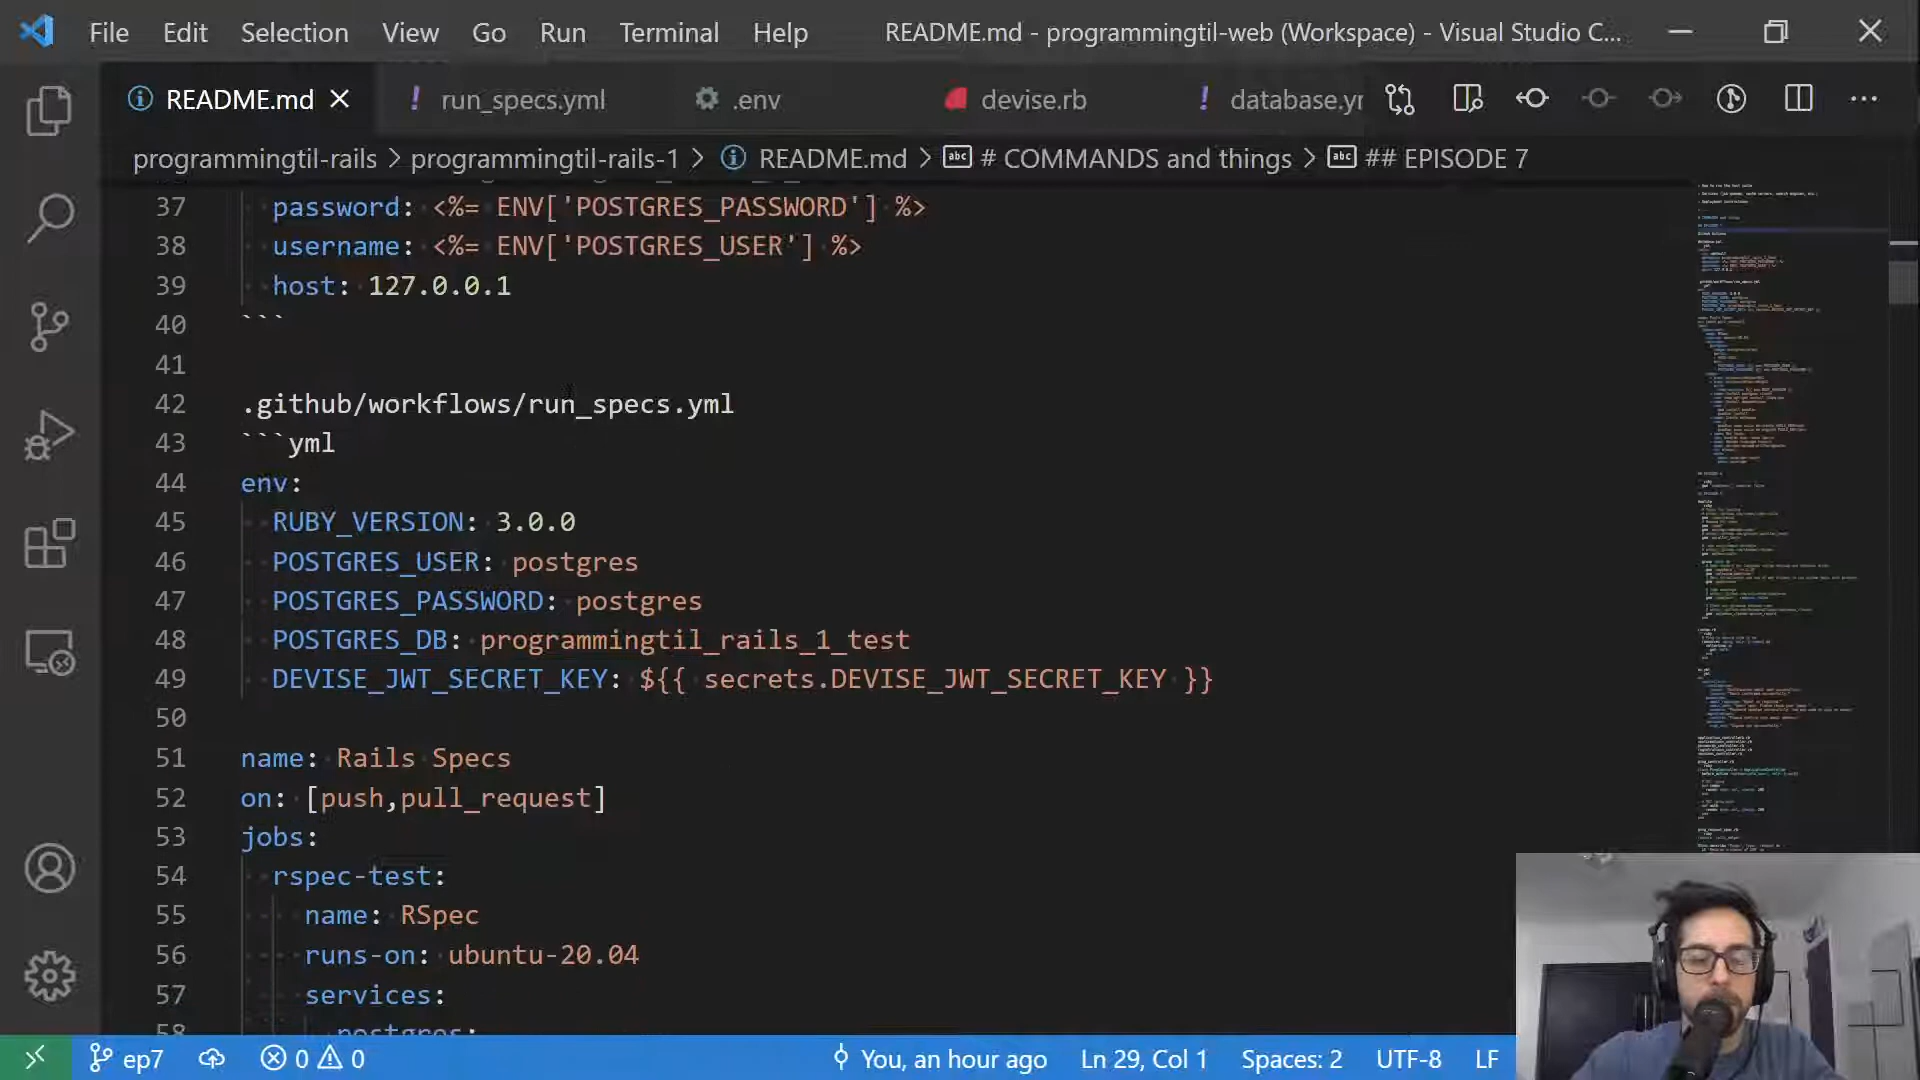 File Edit Selection View Go Run Terminal Help README.md - programmingtil-web (Workspace) - Visual Studio C...
README.md run_specs.yml .env devise.rb database.yr
programmingtil-rails > programmingtil-rails-1 > README.md > # COMMANDS and things > ## EPISODE 7
37 password: <%= ENV['POSTGRES_PASSWORD'] %>
38 username: <%= ENV['POSTGRES_USER'] %>
39 host: 127.0.0.1
40 ```
41
42 .github/workflows/run_specs.yml
43 ```yml
44 env:
45 RUBY_VERSION: 3.0.0
46 POSTGRES_USER: postgres
47 POSTGRES_PASSWORD: postgres
48 POSTGRES_DB: programmingtil_rails_1_test
49 DEVISE_JWT_SECRET_KEY: ${{ secrets.DEVISE_JWT_SECRET_KEY }}
50
51 name: Rails Specs
52 on: [push,pull_request]
53 jobs:
54 rspec-test:
55 name: RSpec
56 runs-on: ubuntu-20.04
57 services:
58 postgres:
ep7 0 0 You, an hour ago Ln 29, Col 1 Spaces: 2 UTF-8 LF